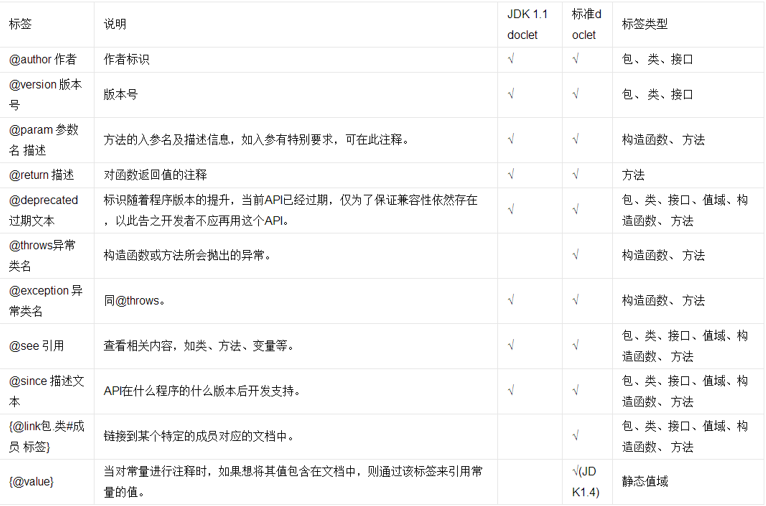 标签 说明 JDK 1.1 doclet 标准doclet 标签类型
@author 作者 作者标识 √ √ 包、 类、接口
@version 版本号 版本号 √ √ 包、 类、接口
@param 参数名 描述 方法的入参名及描述信息，如入参有特别要求，可在此注释。 √ √ 构造函数、 方法
@return 描述 对函数返回值的注释 √ √ 方法
@deprecated 过期文本 标识随着程序版本的提升，当前API已经过期，仅为了保证兼容性依然存在，以此告之开发者不应再用这个API。 √ √ 包、类、接口、值域、构造函数、 方法
@throws异常类名 构造函数或方法所会抛出的异常。 √ 构造函数、 方法
@exception 异常类名 同@throws。 √ √ 构造函数、 方法
@see 引用 查看相关内容，如类、方法、变量等。 √ √ 包、类、接口、值域、构造函数、 方法
@since 描述文本 API在什么程序的什么版本后开发支持。 √ √ 包、类、接口、值域、构造函数、 方法
{@link包.类#成员 标签} 链接到某个特定的成员对应的文档中。 √ 包、类、接口、值域、构造函数、 方法
{@value} 当对常量进行注释时，如果想将其值包含在文档中，则通过该标签来引用常量的值。 √(JDK1.4) 静态值域